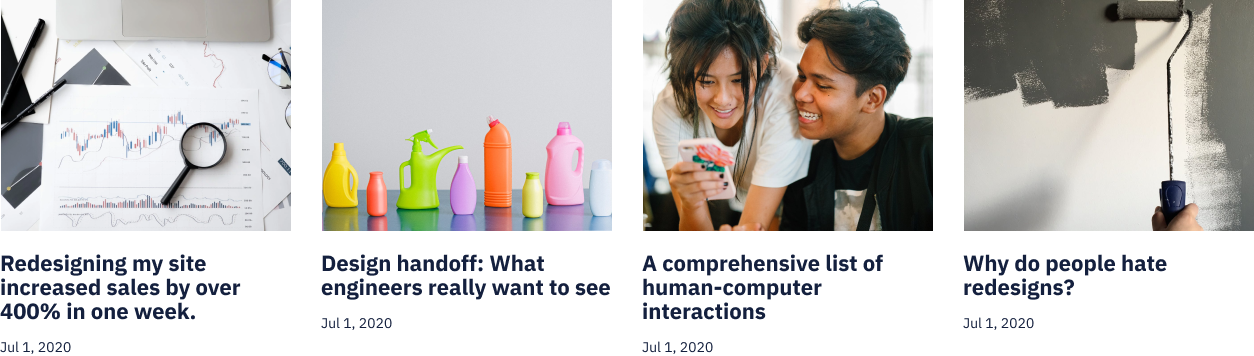 Redesigning my site
increased sales by over
400% in one week.
Jul 1, 2020
Design handoff: What
engineers really want to see
Jul 1, 2020
A comprehensive list of
human-computer
interactions
Jul 1, 2020
Why do people hate
redesigns?
Jul 1, 2020